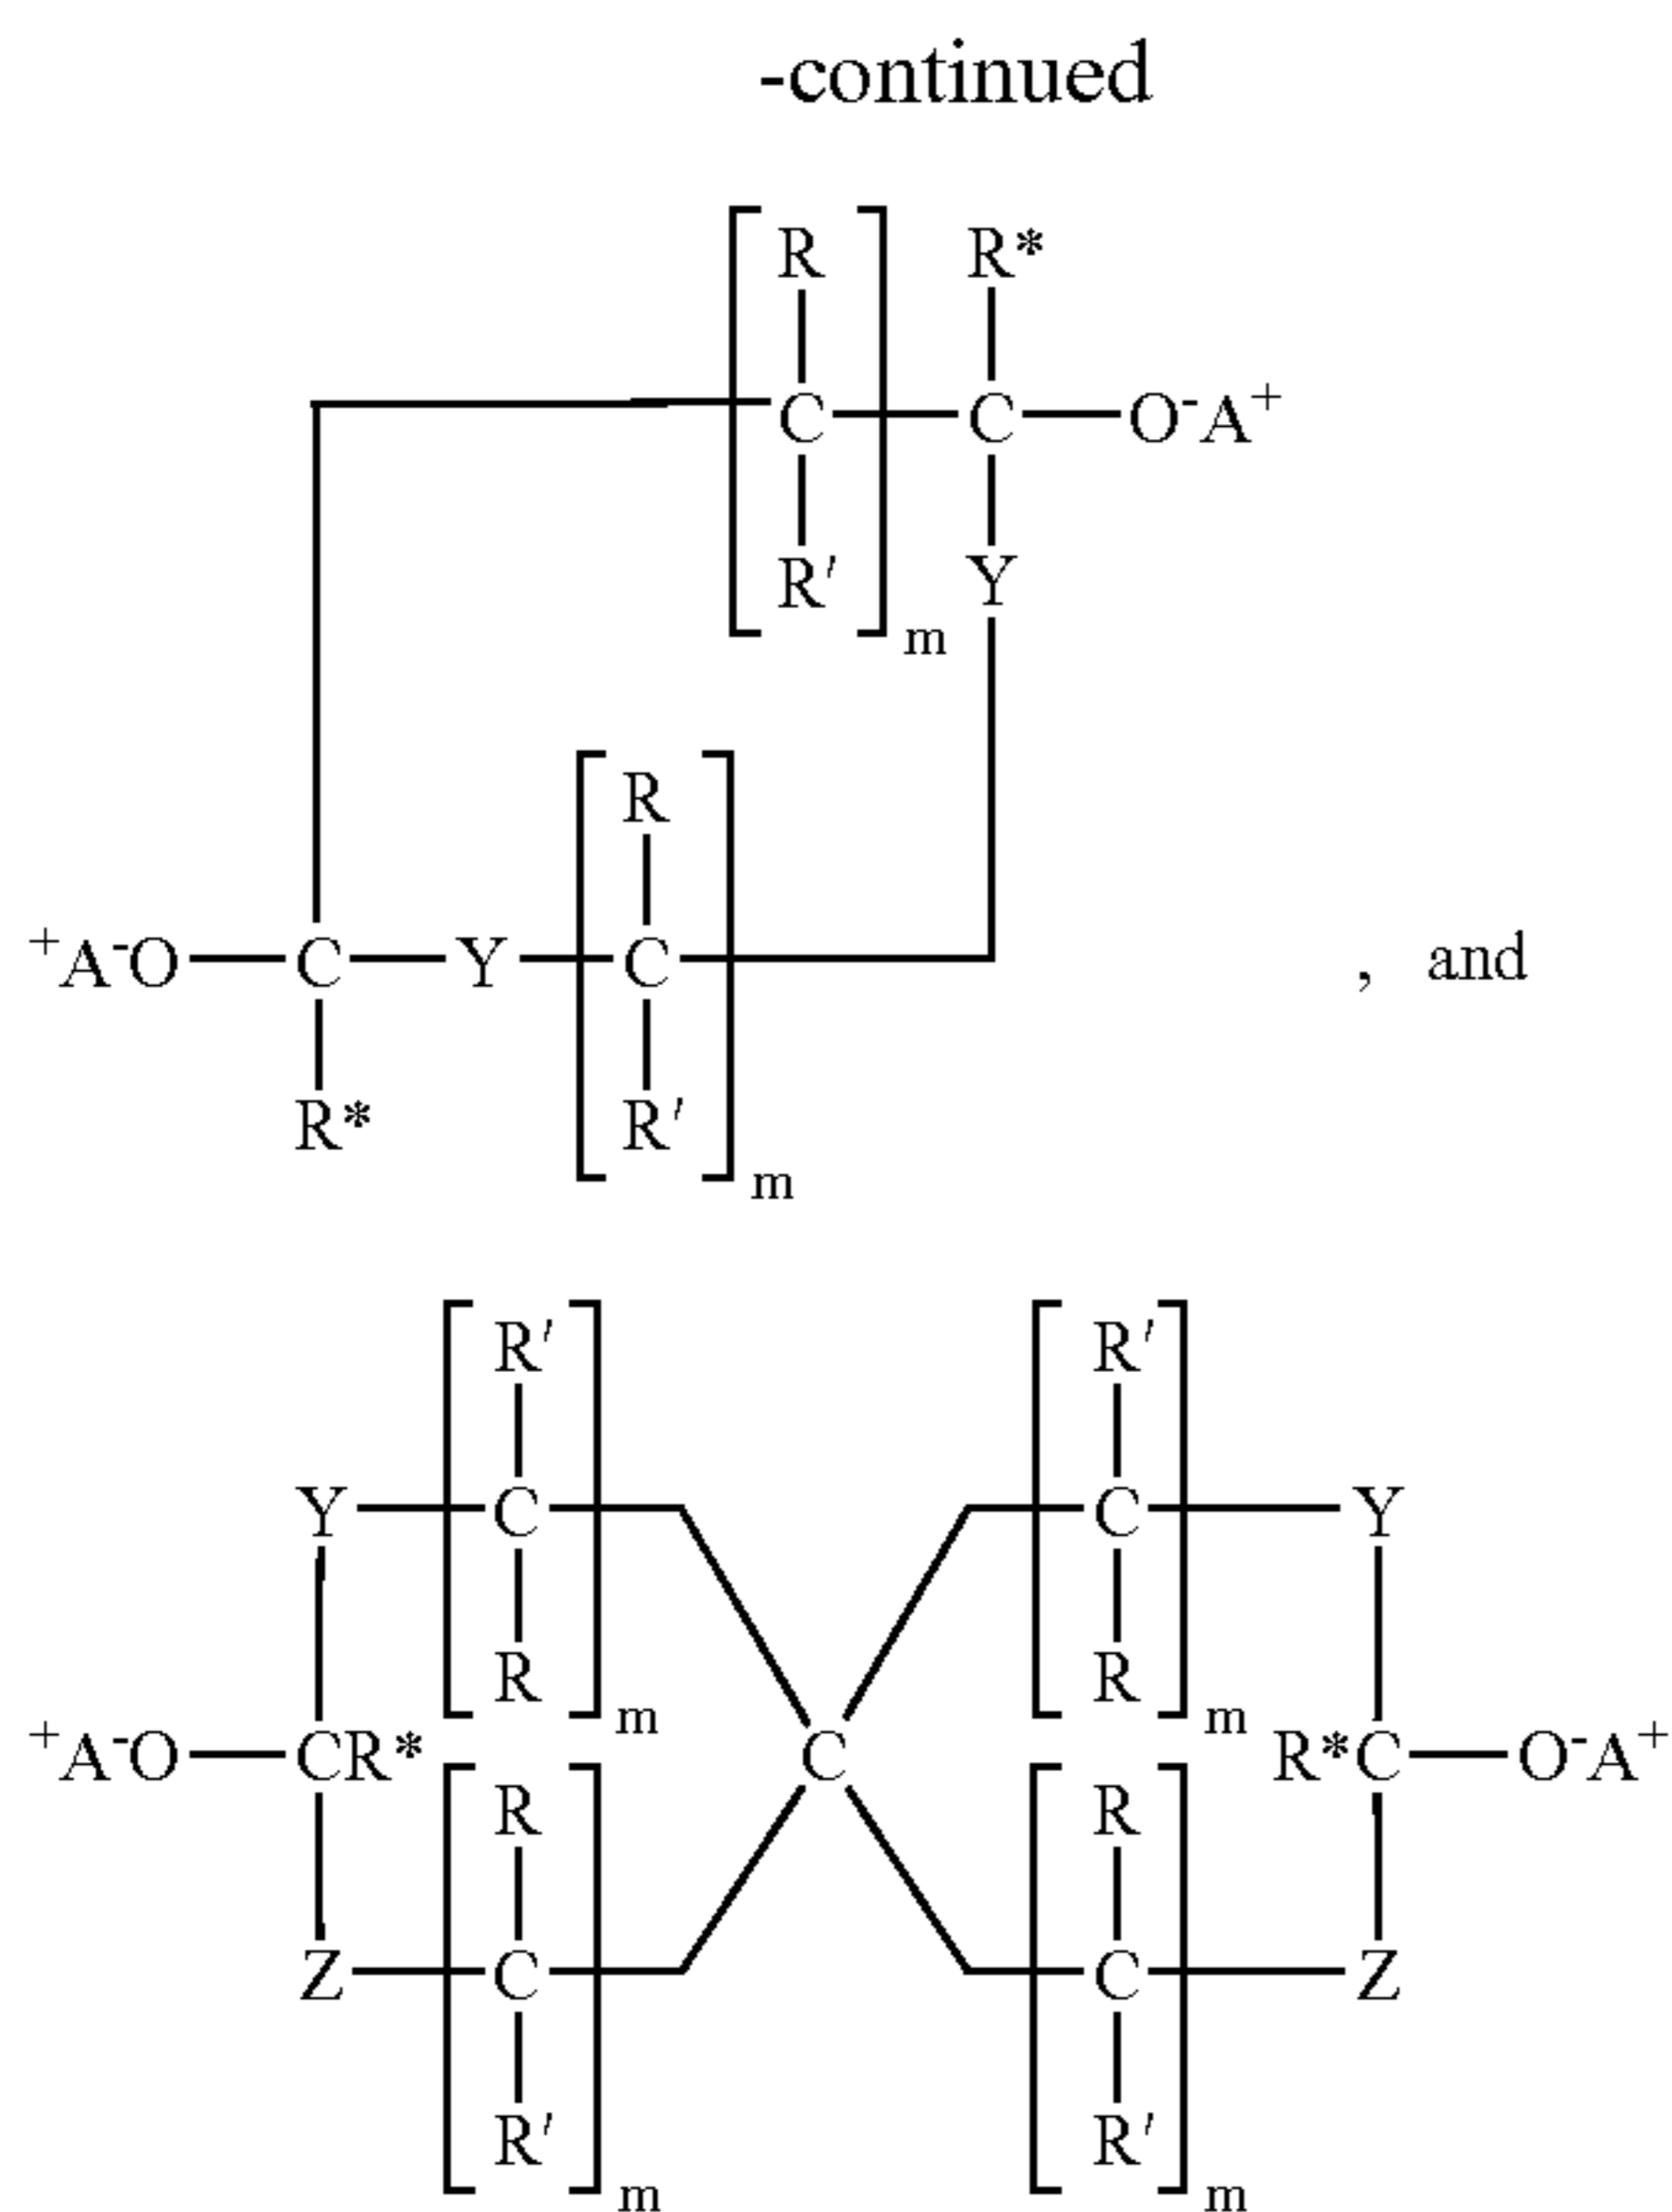 -continued
R R*
C C O⁻A⁺
R' Y
m
R
⁺A⁻O C Y C , and
R* R'
m
R' R'
Y C C Y
R R
m m
⁺A⁻O CR* C R*C O⁻A⁺
R R
Z C C Z
R' R'
m m